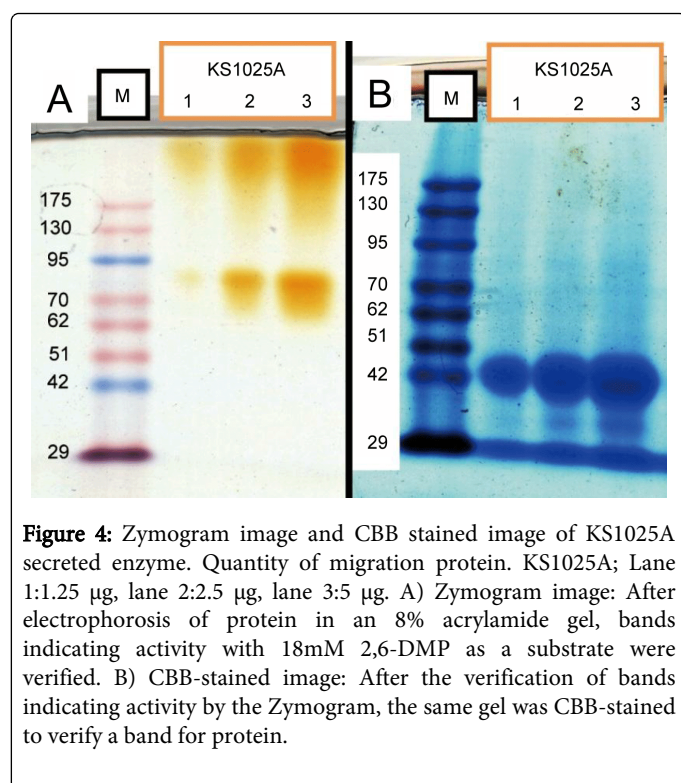 A
M
KS1025A
1 2 3
175
130
95
70
62
51
42
29
B
M
KS1025A
1 2 3
175
130
95
70
62
51
42
29
Figure 4: Zymogram image and CBB stained image of KS1025A
secreted enzyme. Quantity of migration protein. KS1025A; Lane
1:1.25 μg, lane 2:2.5 μg, lane 3:5 μg. A) Zymogram image: After
electrophorosis of protein in an 8% acrylamide gel, bands
indicating activity with 18mM 2,6-DMP as a substrate were
verified. B) CBB-stained image: After the verification of bands
indicating activity by the Zymogram, the same gel was CBB-stained
to verify a band for protein.